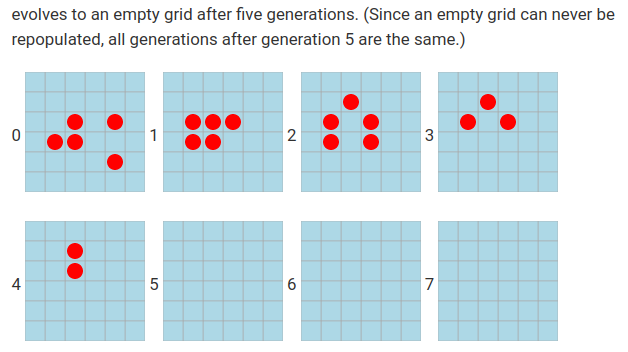 evolves to an empty grid after five generations. (Since an empty grid can never be
repopulated, all generations after generation 5 are the same.)
0 1 2 3
4 5 6 7